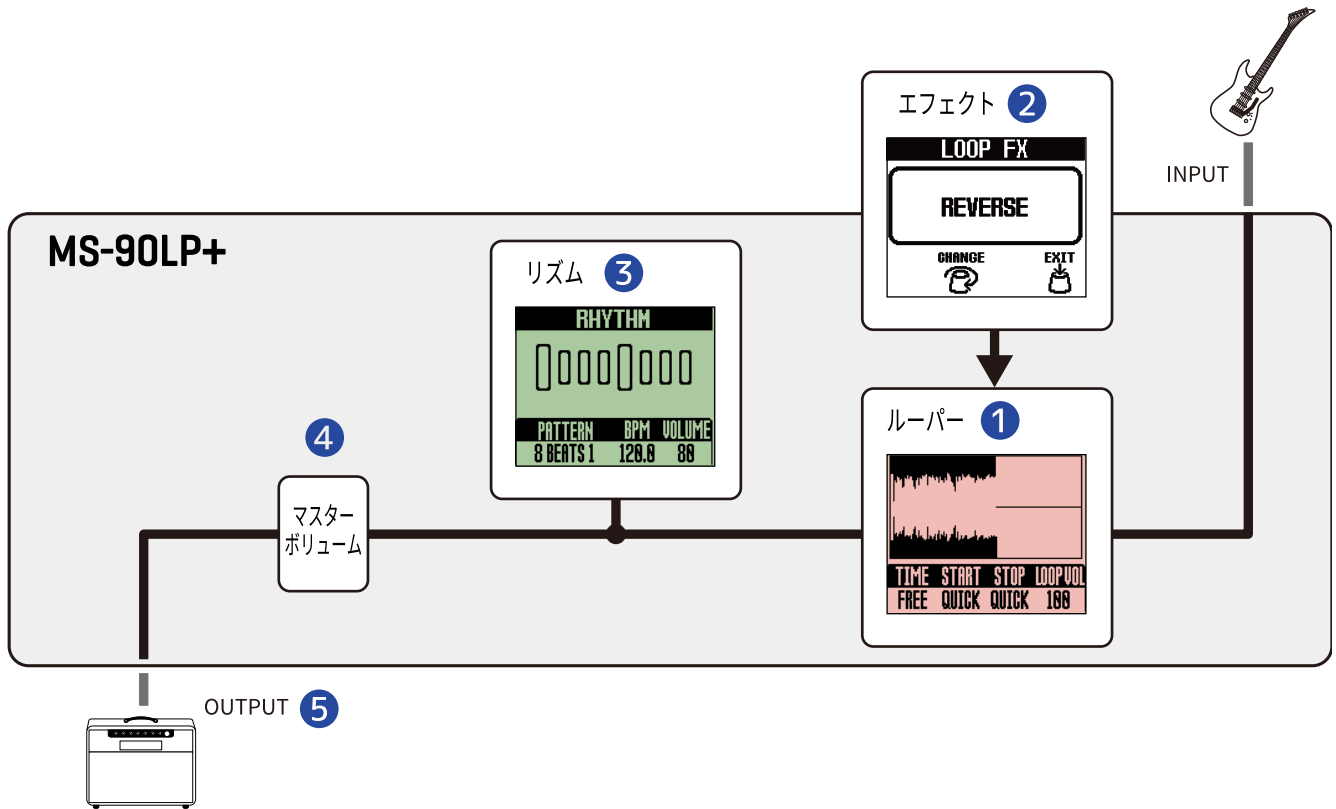 エフェクト 2
LOOP FX
REVERSE
CHANGE EXIT
INPUT
MS-90LP+
リズム 3
RHYTHM
PATTERN BPM VOLUME
8 BEATS 1 120.0 80
ルーパー 1
TIME START STOP LOOPVOL
FREE QUICK QUICK 100
4
マスター
ボリューム
OUTPUT 5